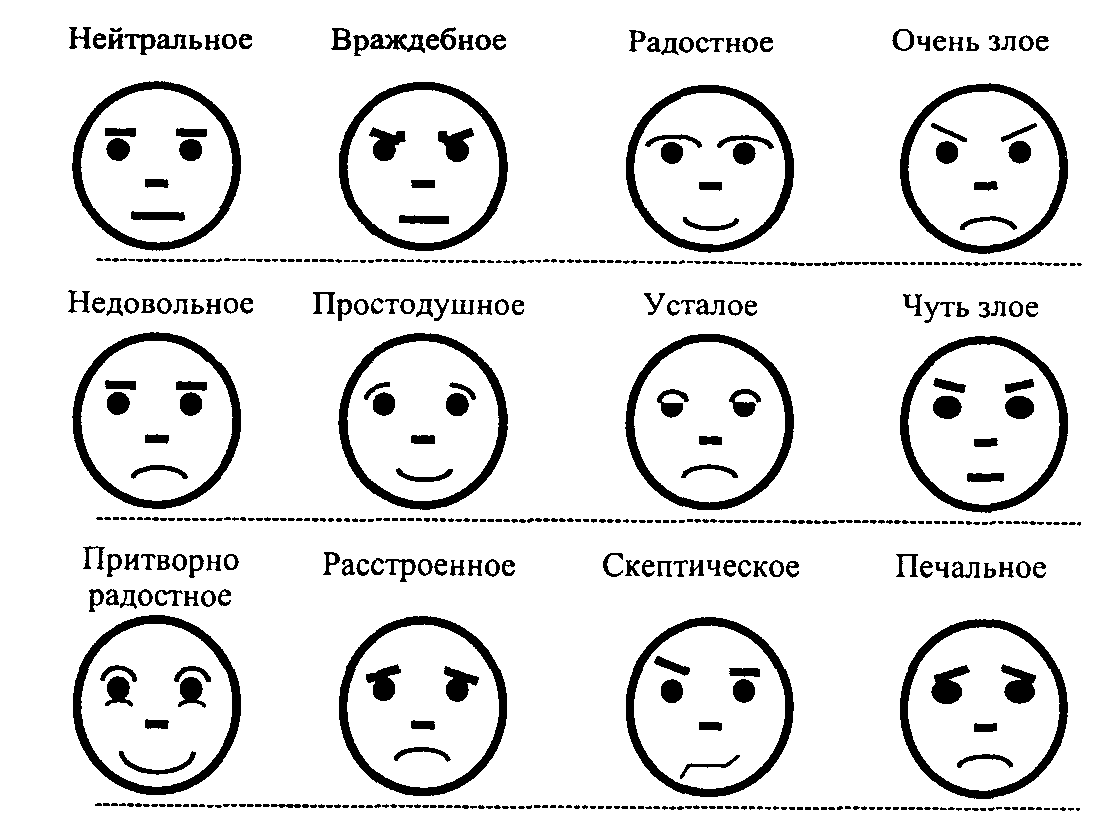 Нейтральное Враждебное Радостное Очень злое
Недовольное Простодушное Усталое Чуть злое
Притворно
радостное Расстроенное Скептическое Печальное